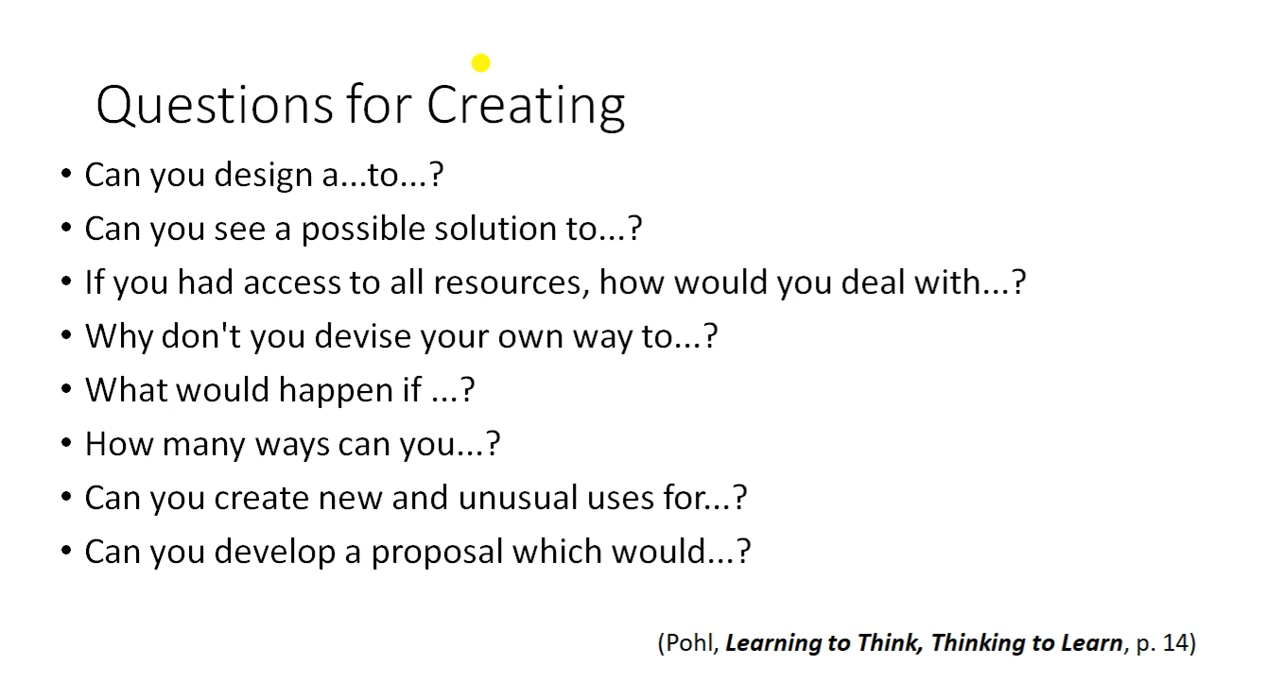 Questions for Creating
• Can you design a...to...?
• Can you see a possible solution to...?
• If you had access to all resources, how would you deal with...?
• Why don't you devise your own way to...?
• What would happen if ...?
• How many ways can you...?
• Can you create new and unusual uses for...?
• Can you develop a proposal which would...?
(Pohl, Learning to Think, Thinking to Learn, p. 14)